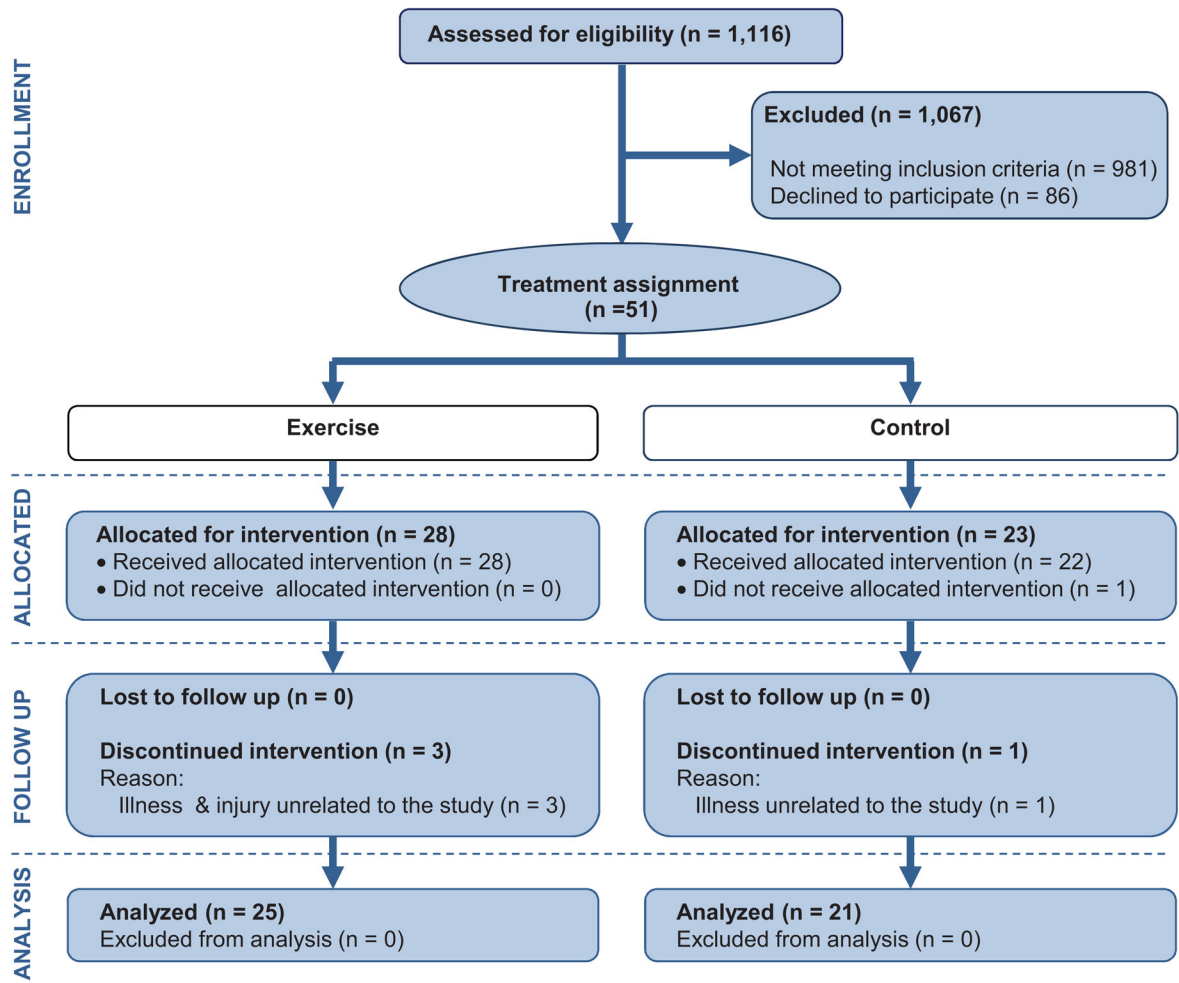 ENROLLMENT
Assessed for eligibility (n = 1,116)
Excluded (n = 1,067)
Not meeting inclusion criteria (n = 981)
Declined to participate (n = 86)
Treatment assignment
(n =51)
Exercise
Control
ALLOCATED
Allocated for intervention (n = 28)
• Received allocated intervention (n = 28)
• Did not receive allocated intervention (n = 0)
Allocated for intervention (n = 23)
• Received allocated intervention (n = 22)
• Did not receive allocated intervention (n = 1)
FOLLOW UP
Lost to follow up (n = 0)
Discontinued intervention (n = 3)
Reason:
Illness & injury unrelated to the study (n = 3)
Lost to follow up (n = 0)
Discontinued intervention (n = 1)
Reason:
Illness unrelated to the study (n = 1)
ANALYSIS
Analyzed (n = 25)
Excluded from analysis (n = 0)
Analyzed (n = 21)
Excluded from analysis (n = 0)